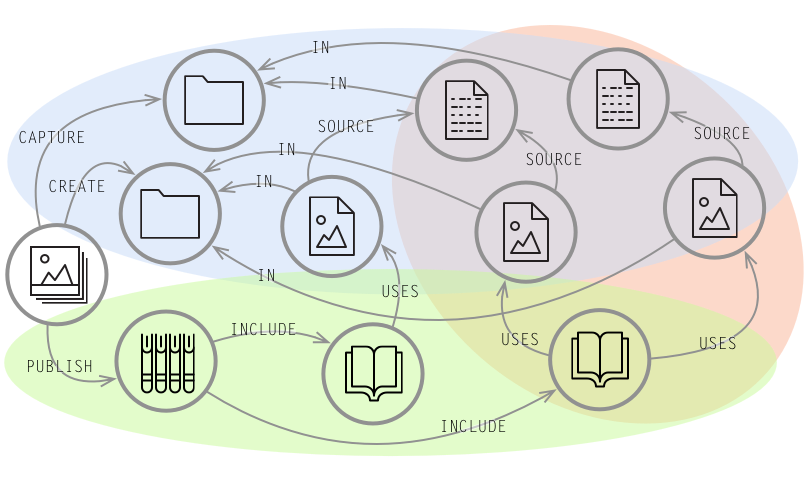 IN
IN
SOURCE
CAPTURE
SOURCE
IN
SOURCE
CREATE
IN
IN
USES
INCLUDE
USES
USES
PUBLISH
INCLUDE